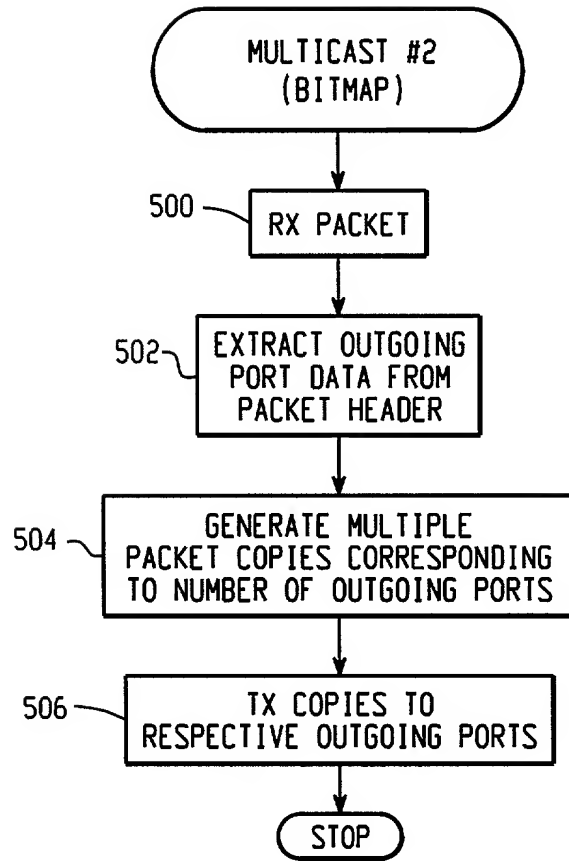 MULTICAST #2
(BITMAP)
500
RX PACKET
502
EXTRACT OUTGOING
PORT DATA FROM
PACKET HEADER
504
GENERATE MULTIPLE
PACKET COPIES CORRESPONDING
TO NUMBER OF OUTGOING PORTS
506
TX COPIES TO
RESPECTIVE OUTGOING PORTS
STOP